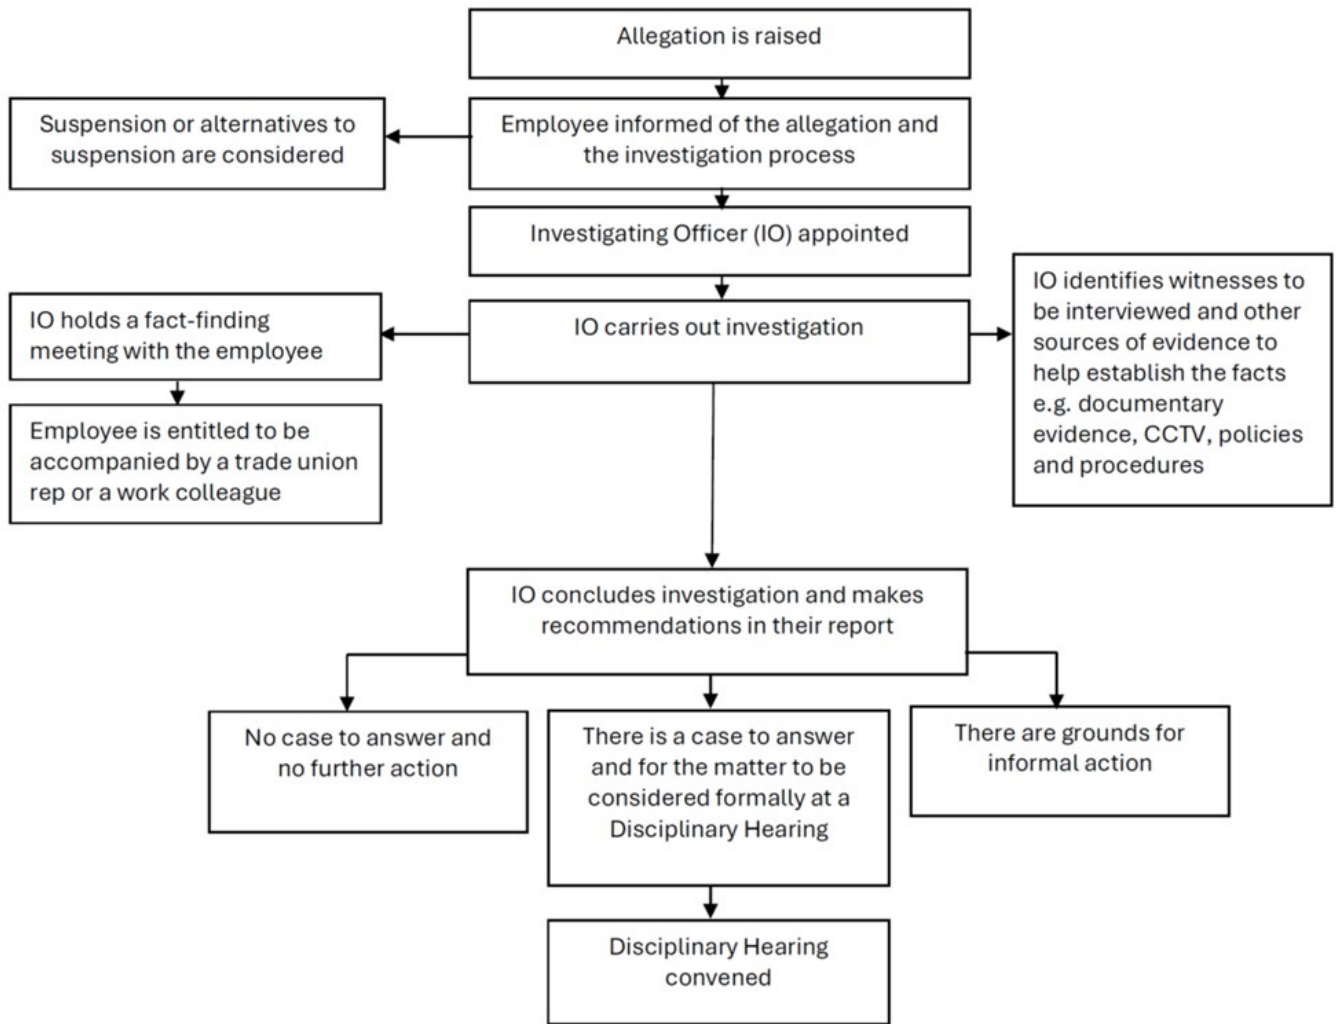 Allegation is raised
Suspension or alternatives to
suspension are considered
Employee informed of the allegation and
the investigation process
Investigating Officer (IO) appointed
IO holds a fact-finding
meeting with the employee
IO carries out investigation
IO identifies witnesses to
be interviewed and other
sources of evidence to
help establish the facts
e.g. documentary
evidence, CCTV, policies
and procedures
Employee is entitled to be
accompanied by a trade union
rep or a work colleague
IO concludes investigation and makes
recommendations in their report
No case to answer and
no further action
There is a case to answer
and for the matter to be
considered formally at a
Disciplinary Hearing
There are grounds for
informal action
Disciplinary Hearing
convened